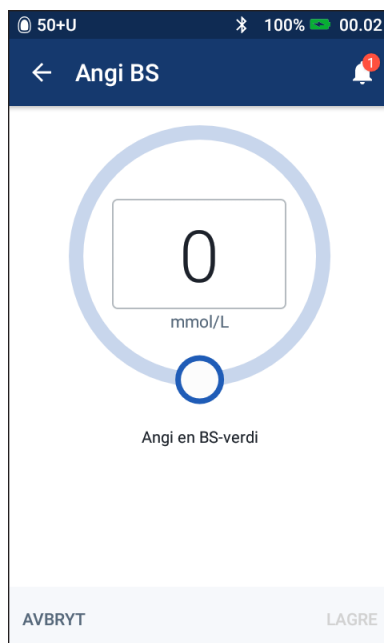 50+U 100% 00.02
Angi BS 1
0
mmol/L
Angi en BS-verdi
AVBRYT LAGRE